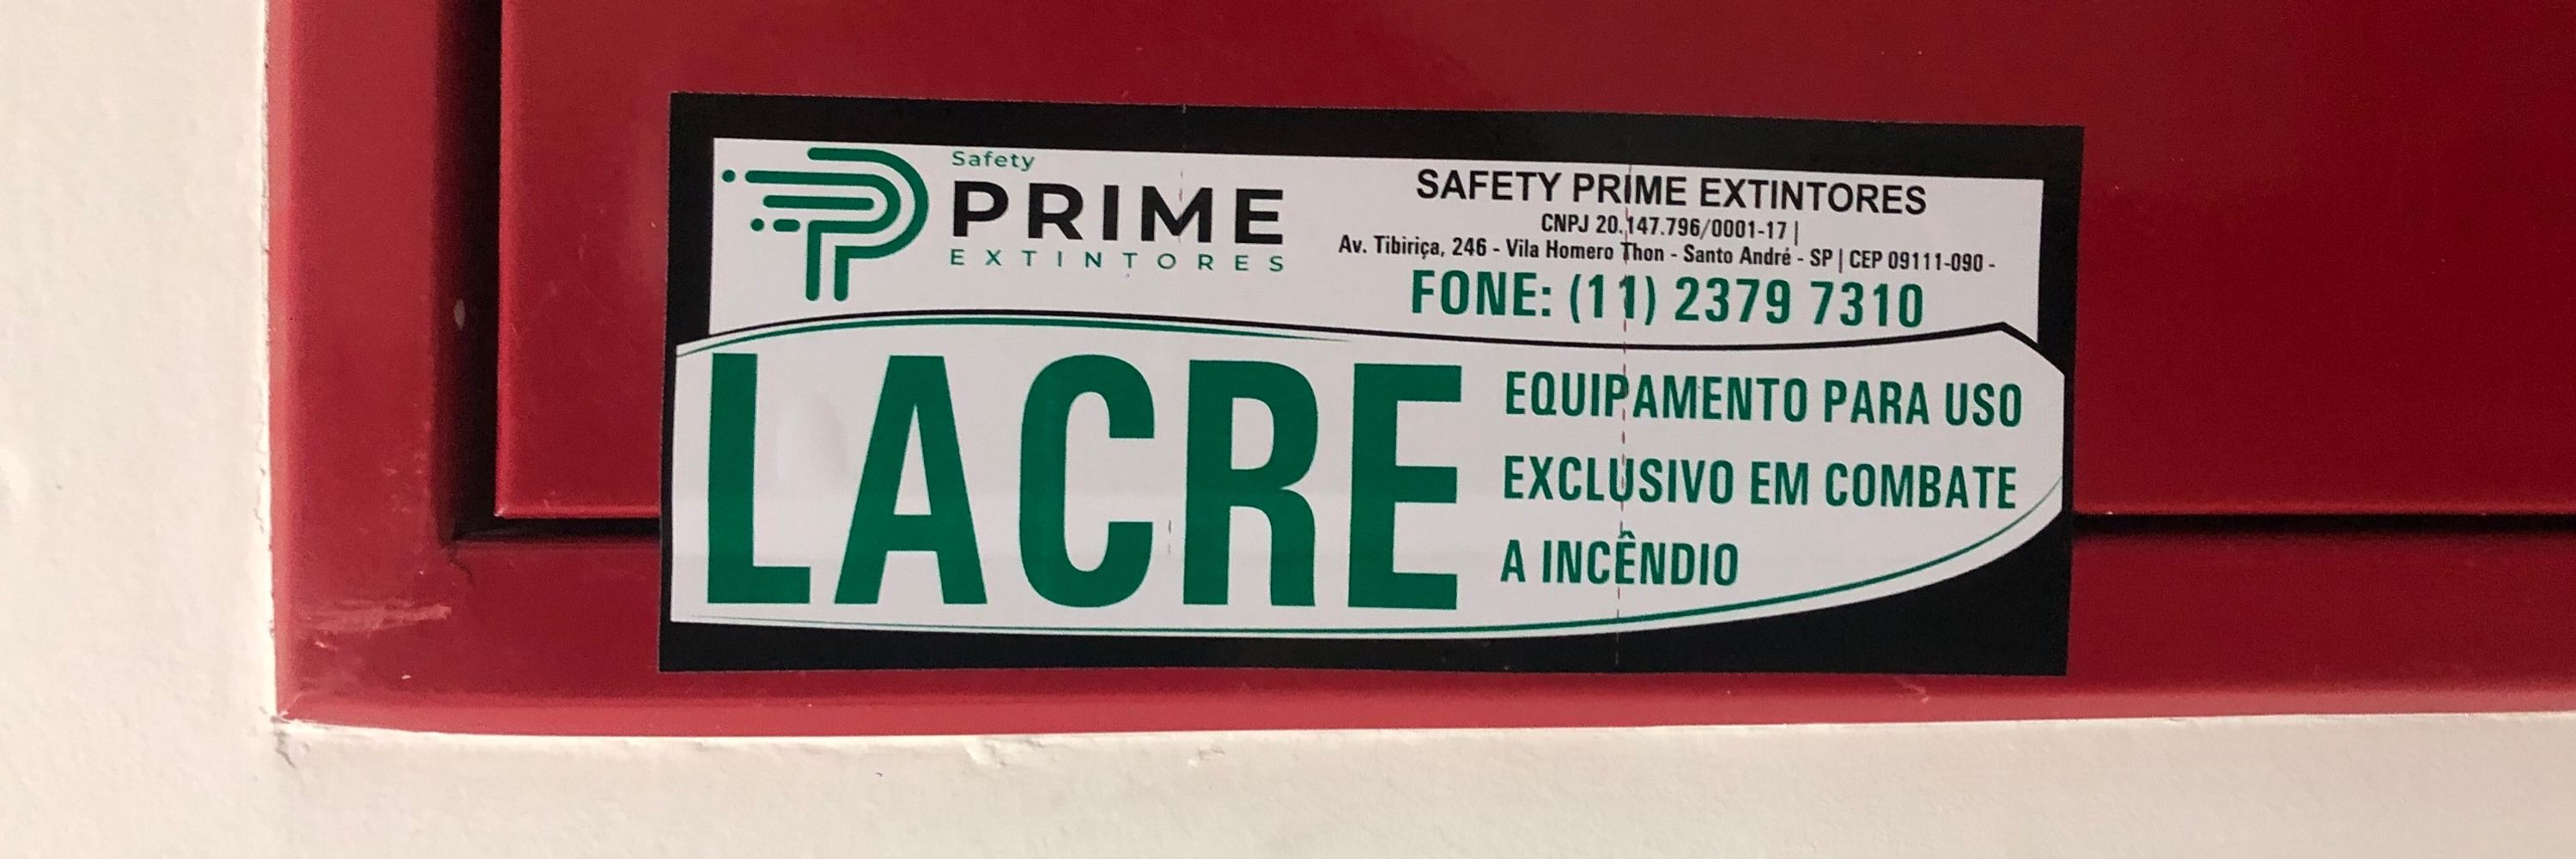 Safety
PRIME
EXTINTORES
SAFETY PRIME EXTINTORES
CNPJ 20.147.796/0001-17 |
Av. Tibiriça, 246 - Vila Homero Thon - Santo André - SP | CEP 09111-090 -
FONE: (11) 2379 7310
LACRE
EQUIPAMENTO PARA USO
EXCLUSIVO EM COMBATE
A INCÊNDIO